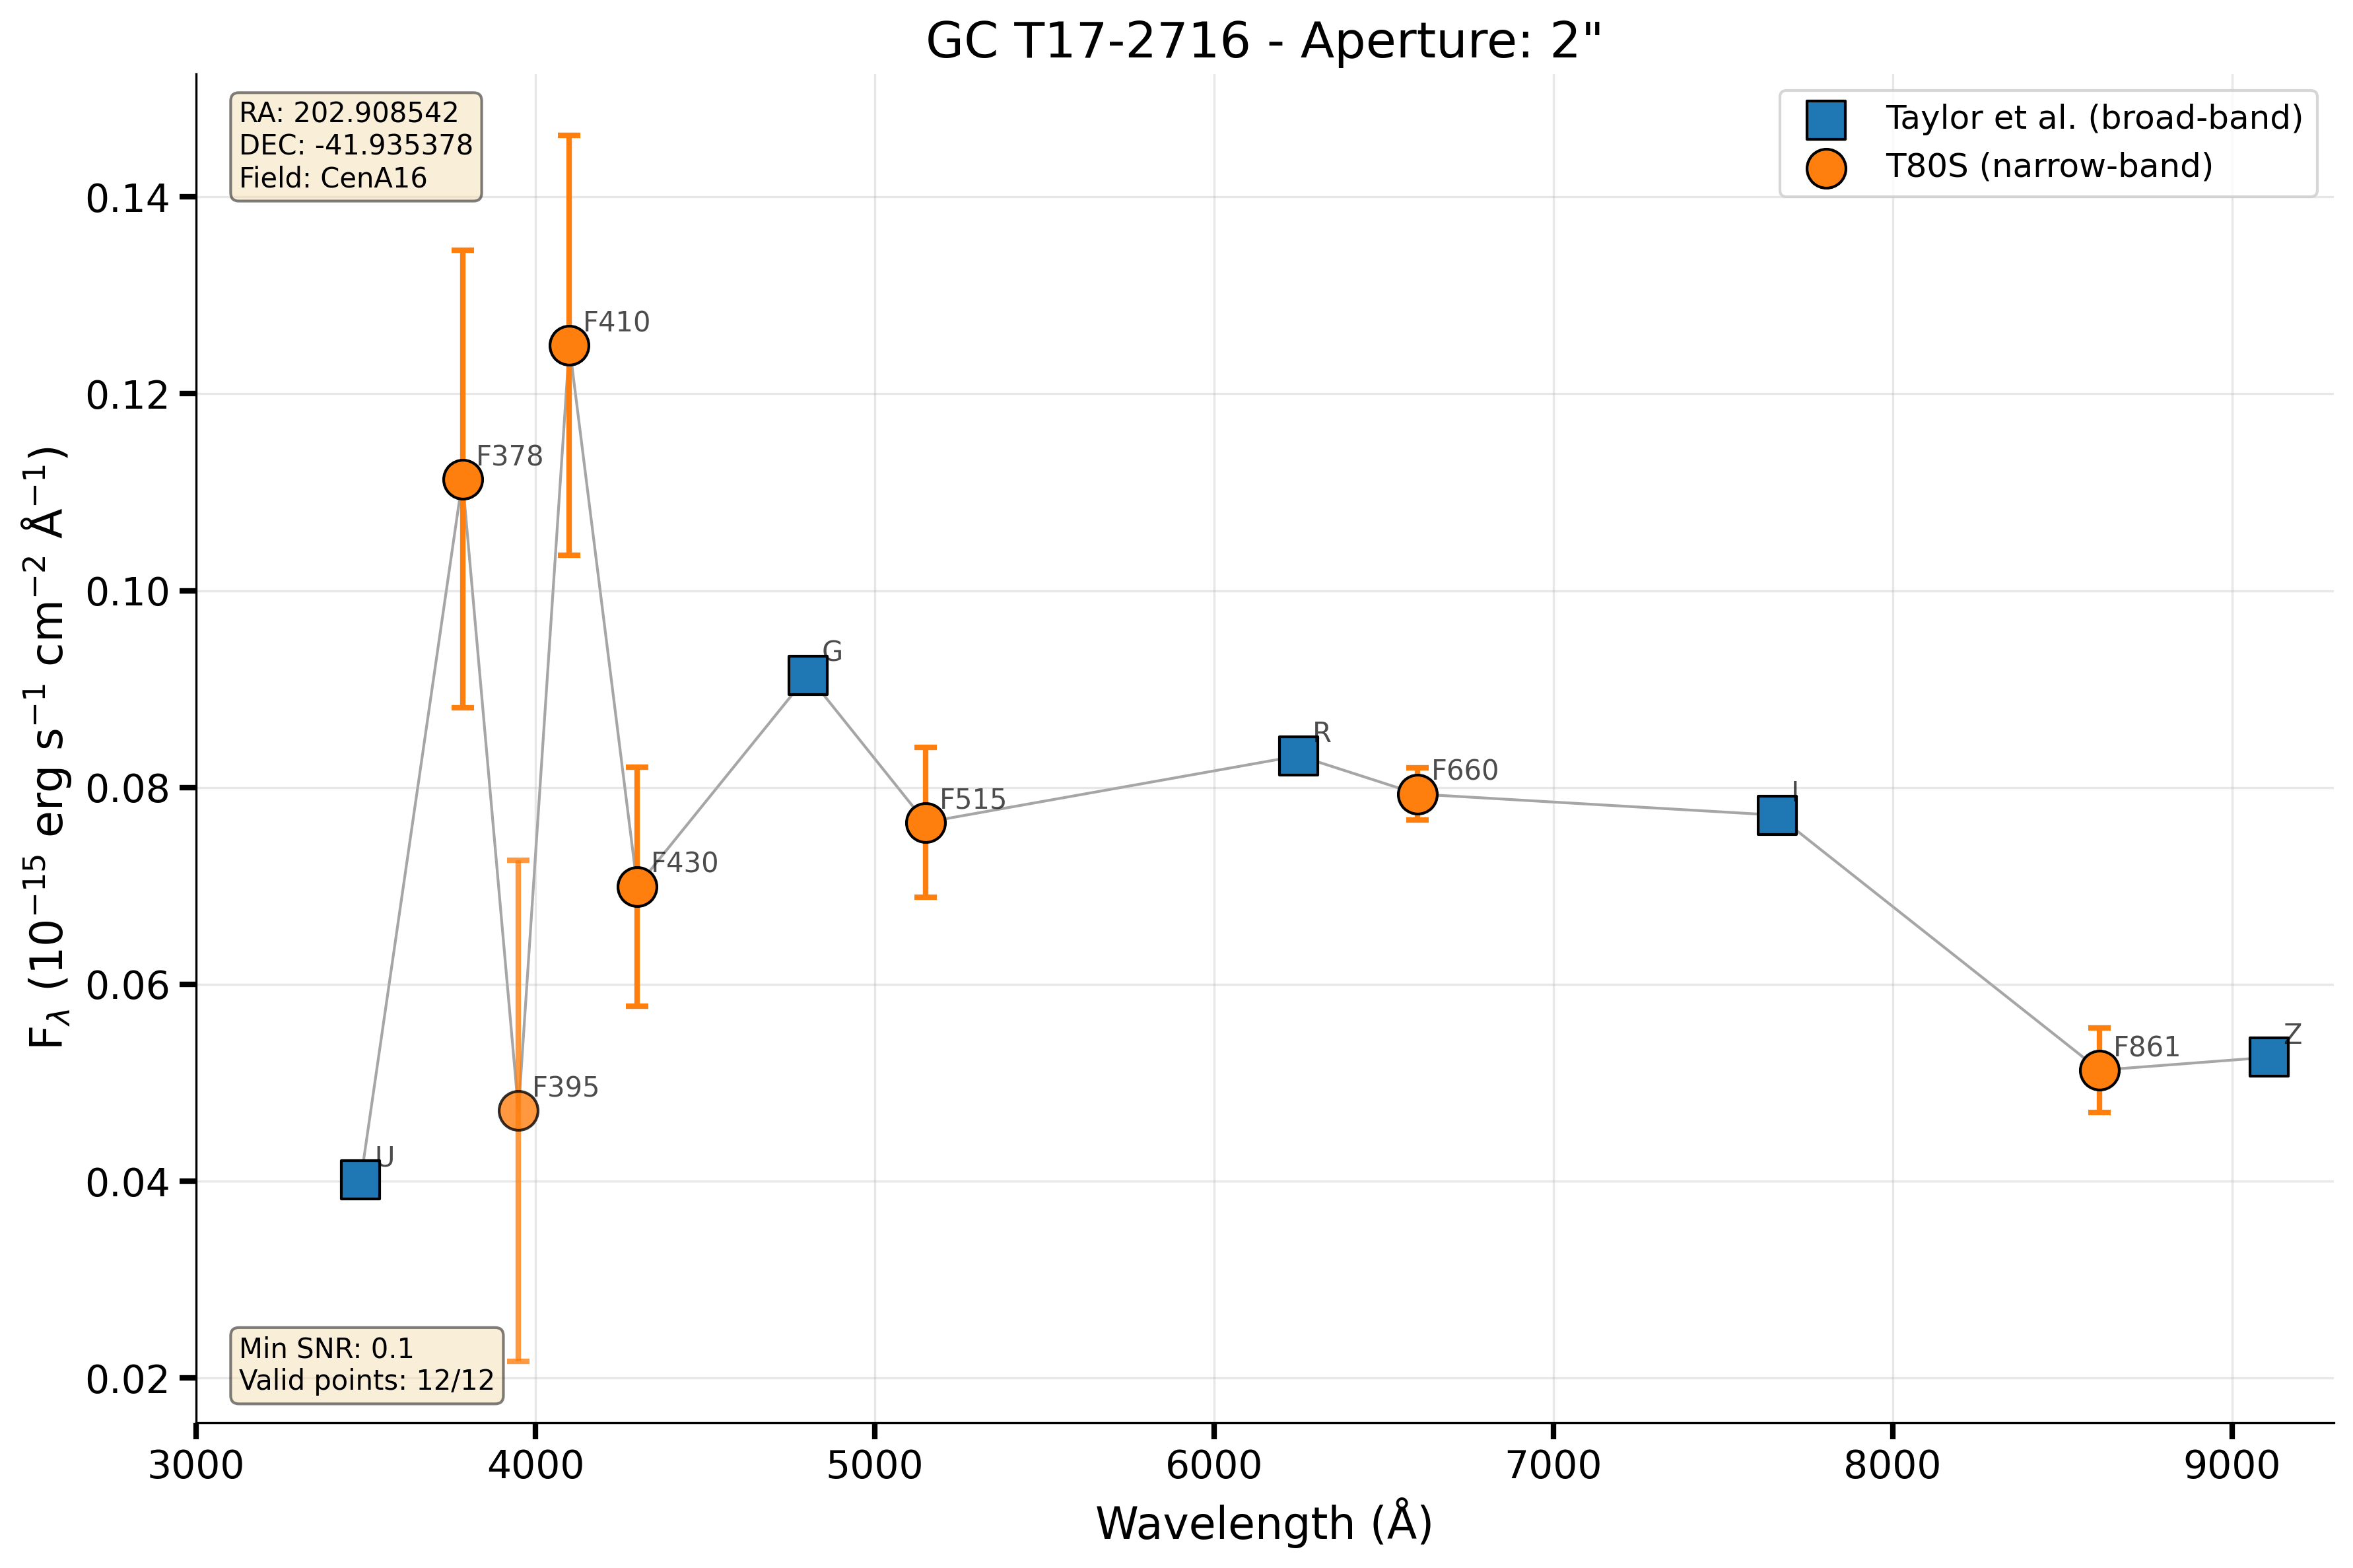 GC T17-2716 - Aperture: 2"
RA: 202.908542
DEC: -41.935378
Field: CenA16
Taylor et al. (broad-band)
T80S (narrow-band)
0.14
0.12
0.10
0.08
0.06
0.04
0.02
F_λ (10⁻¹⁵ erg s⁻¹ cm⁻² Å⁻¹)
U
F378
F395
F410
F430
G
F515
R
F660
I
F861
Z
Min SNR: 0.1
Valid points: 12/12
3000 4000 5000 6000 7000 8000 9000
Wavelength (Å)